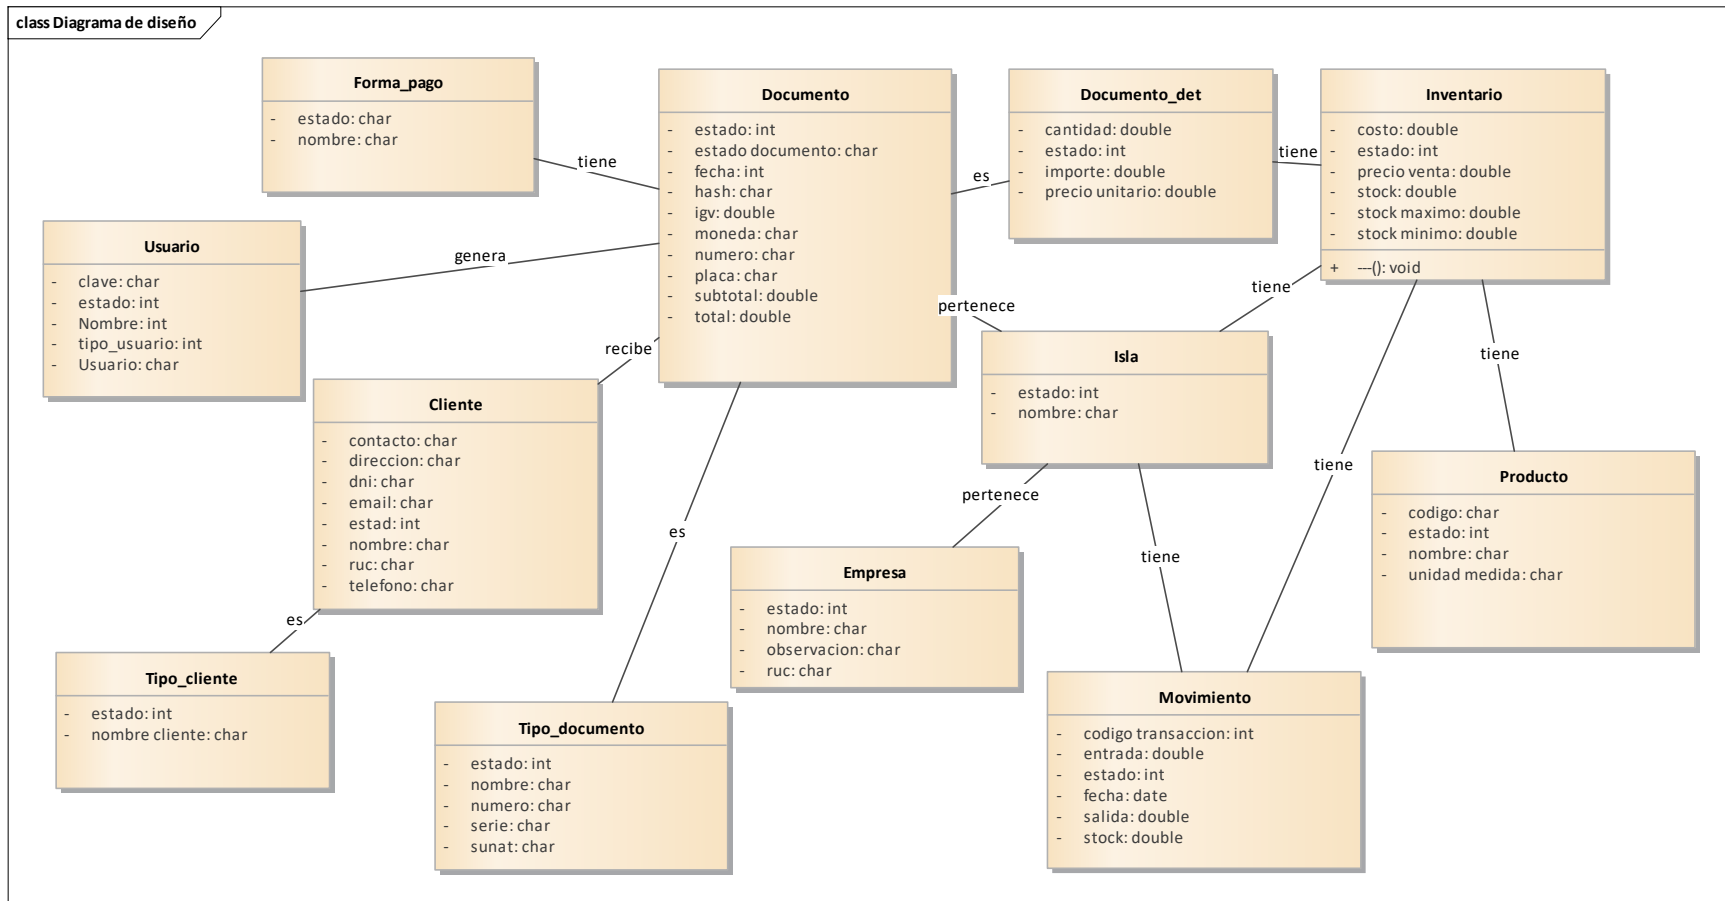 class Diagrama de diseño
Forma_pago
- estado: char
- nombre: char
Documento
- estado: int
- estado documento: char
- fecha: int
- hash: char
- igv: double
- moneda: char
- numero: char
- placa: char
- subtotal: double
- total: double
Documento_det
- cantidad: double
- estado: int
- importe: double
- precio unitario: double
Inventario
- costo: double
- estado: int
- precio venta: double
- stock: double
- stock maximo: double
- stock minimo: double
+ ---(): void
tiene
es
tiene
Usuario
- clave: char
- estado: int
- Nombre: int
- tipo_usuario: int
- Usuario: char
genera
recibe
pertenece
tiene
Cliente
- contacto: char
- direccion: char
- dni: char
- email: char
- estad: int
- nombre: char
- ruc: char
- telefono: char
Isla
- estado: int
- nombre: char
tiene
tiene
pertenece
tiene
es
es
Producto
- codigo: char
- estado: int
- nombre: char
- unidad medida: char
Empresa
- estado: int
- nombre: char
- observacion: char
- ruc: char
Tipo_cliente
- estado: int
- nombre cliente: char
Tipo_documento
- estado: int
- nombre: char
- numero: char
- serie: char
- sunat: char
Movimiento
- codigo transaccion: int
- entrada: double
- estado: int
- fecha: date
- salida: double
- stock: double